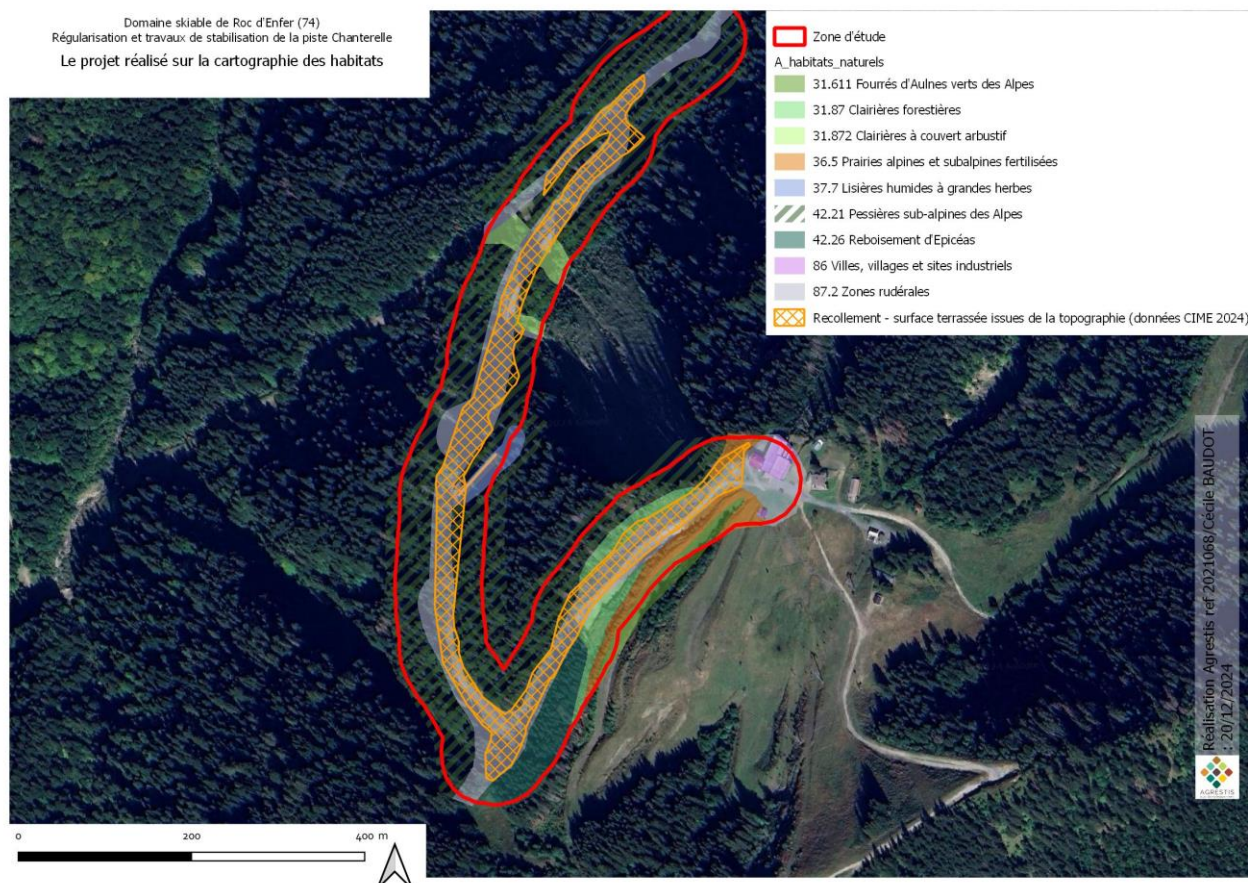 Domaine skiable de Roc d'Enfer (74)
Régularisation et travaux de stabilisation de la piste Chanterelle
Le projet réalisé sur la cartographie des habitats
Zone d'étude
A_habitats_naturels
31.611 Fourrés d'Aulnes verts des Alpes
31.87 Clairières forestières
31.872 Clairières à couvert arbustif
36.5 Prairies alpines et subalpines fertilisées
37.7 Lisières humides à grandes herbes
42.21 Pessières sub-alpines des Alpes
42.26 Reboisement d'Epicéas
86 Villes, villages et sites industriels
87.2 Zones rudérales
Recollement - surface terrassée issues de la topographie (données CIME 2024)
Réalisation Agrestis ref 2021068/Cécile BAUDOT
: 20/12/2024
AGRESTIS
0 200 400 m